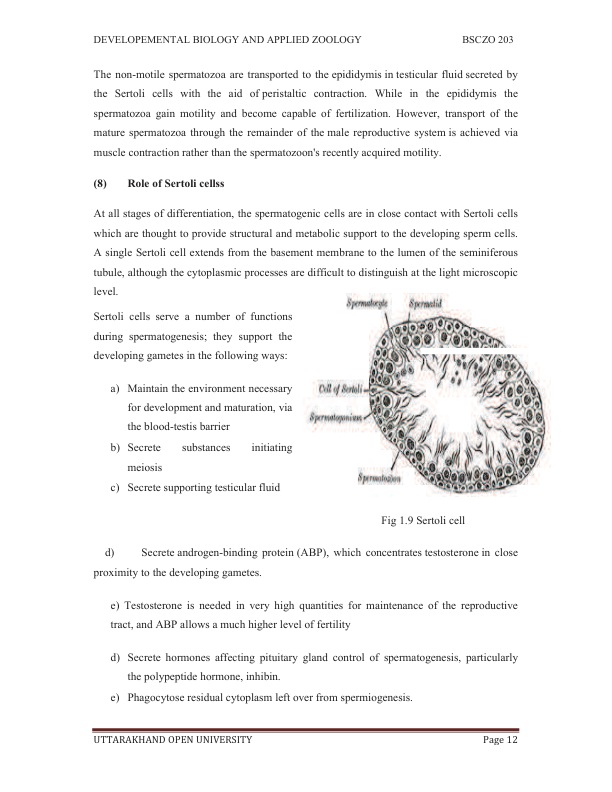 DEVELOPEMENTAL BIOLOGY AND APPLIED ZOOLOGY BSCZO 203
The non-motile spermatozoa are transported to the epididymis in testicular fluid secreted by
the Sertoli cells with the aid of peristaltic contraction. While in the epididymis the
spermatozoa gain motility and become capable of fertilization. However, transport of the
mature spermatozoa through the remainder of the male reproductive system is achieved via
muscle contraction rather than the spermatozoon's recently acquired motility.
(8) Role of Sertoli cellss
At all stages of differentiation, the spermatogenic cells are in close contact with Sertoli cells
which are thought to provide structural and metabolic support to the developing sperm cells.
A single Sertoli cell extends from the basement membrane to the lumen of the seminiferous
tubule, although the cytoplasmic processes are difficult to distinguish at the light microscopic
level.
Sertoli cells serve a number of functions
during spermatogenesis; they support the
developing gametes in the following ways:
a) Maintain the environment necessary
for development and maturation, via
the blood-testis barrier
b) Secrete substances initiating
meiosis
c) Secrete supporting testicular fluid
Spermatocyte Spermatid
Cell of Sertoli
Spermatogonium
Spermatozoon
Fig 1.9 Sertoli cell
d) Secrete androgen-binding protein (ABP), which concentrates testosterone in close
proximity to the developing gametes.
e) Testosterone is needed in very high quantities for maintenance of the reproductive
tract, and ABP allows a much higher level of fertility
d) Secrete hormones affecting pituitary gland control of spermatogenesis, particularly
the polypeptide hormone, inhibin.
e) Phagocytose residual cytoplasm left over from spermiogenesis.
UTTARAKHAND OPEN UNIVERSITY Page 12